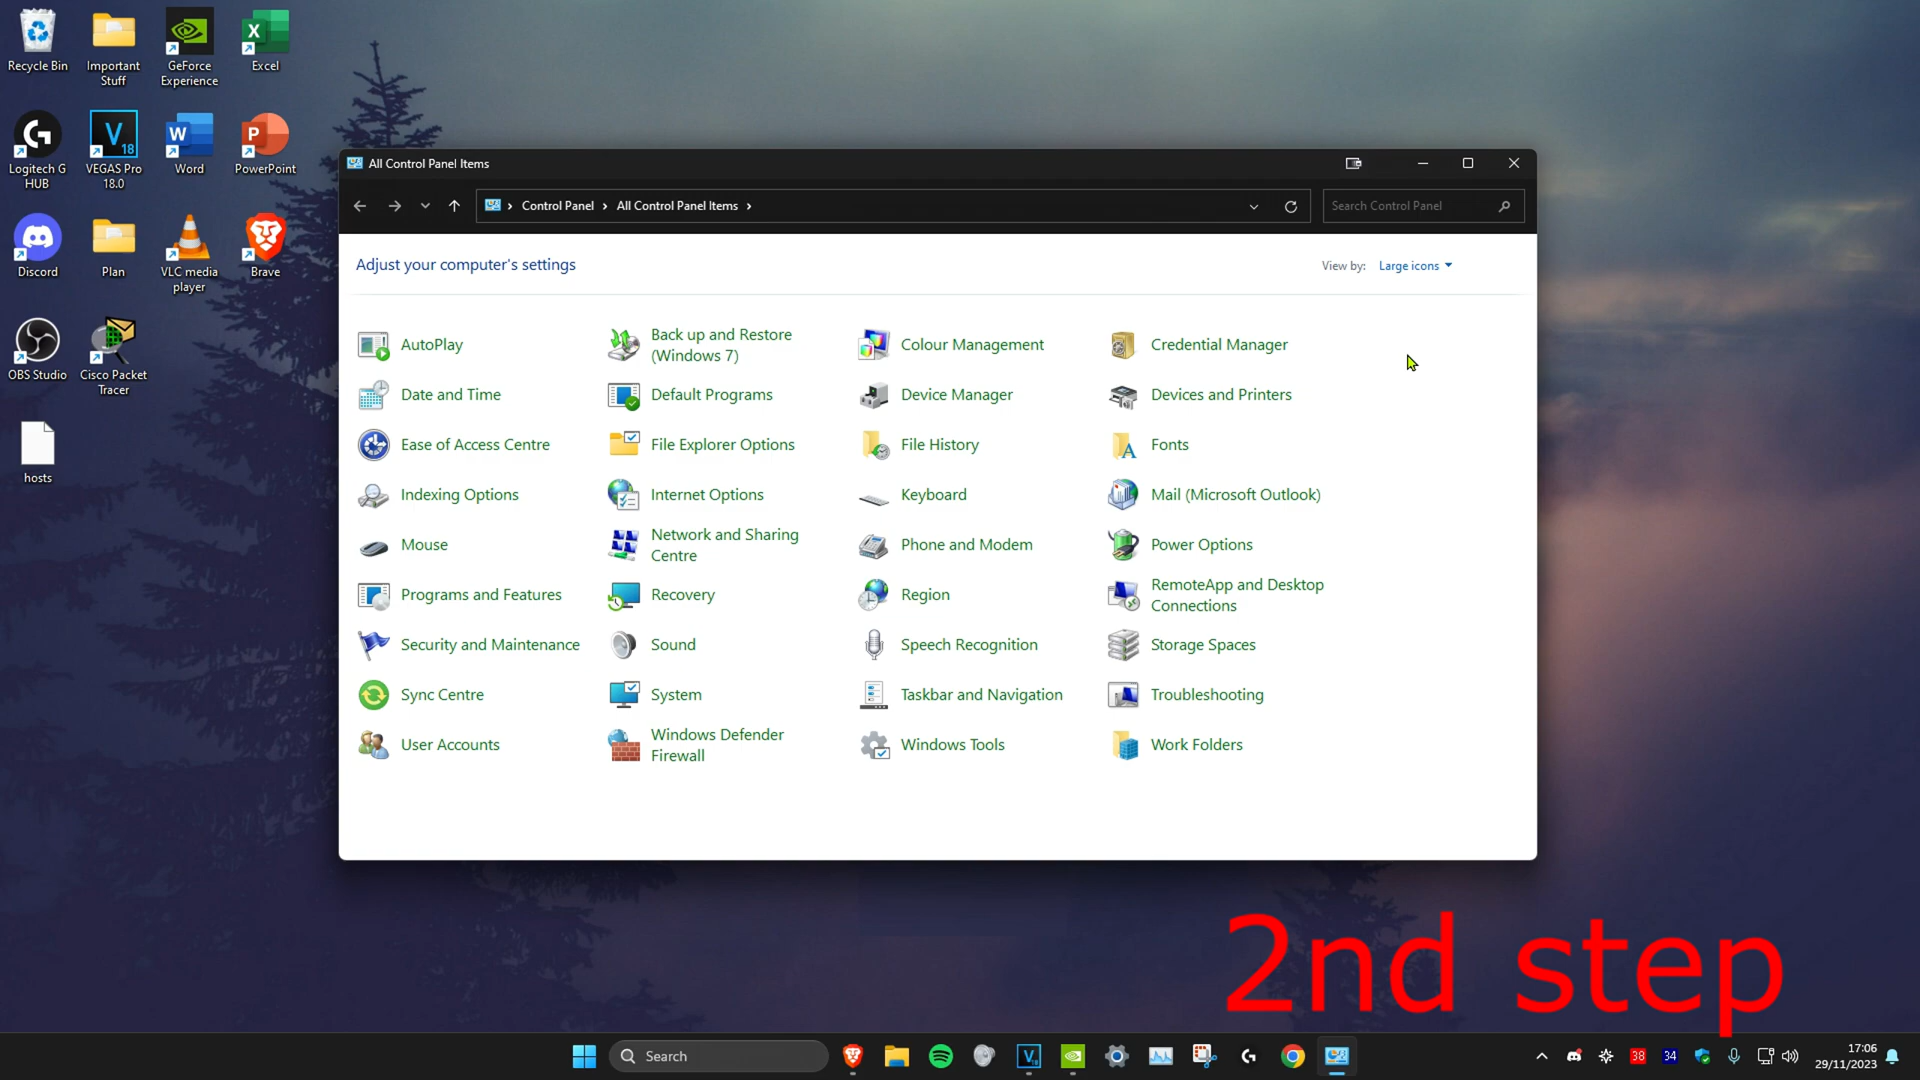 Recycle Bin
Important
Stuff
GeForce
Experience
Excel
Logitech G
HUB
VEGAS Pro
18.0
Word
PowerPoint
Discord
Plan
VLC media
player
Brave
OBS Studio
Cisco Packet
Tracer
hosts
All Control Panel Items
Control Panel
All Control Panel Items
Search Control Panel
Adjust your computer's settings
View by:
Large icons
AutoPlay
Back up and Restore
(Windows 7)
Colour Management
Credential Manager
Date and Time
Default Programs
Device Manager
Devices and Printers
Ease of Access Centre
File Explorer Options
File History
Fonts
Indexing Options
Internet Options
Keyboard
Mail (Microsoft Outlook)
Mouse
Network and Sharing
Centre
Phone and Modem
Power Options
Programs and Features
Recovery
Region
RemoteApp and Desktop
Connections
Security and Maintenance
Sound
Speech Recognition
Storage Spaces
Sync Centre
System
Taskbar and Navigation
Troubleshooting
User Accounts
Windows Defender
Firewall
Windows Tools
Work Folders
2nd step
Search
38
34
17:06
29/11/2023